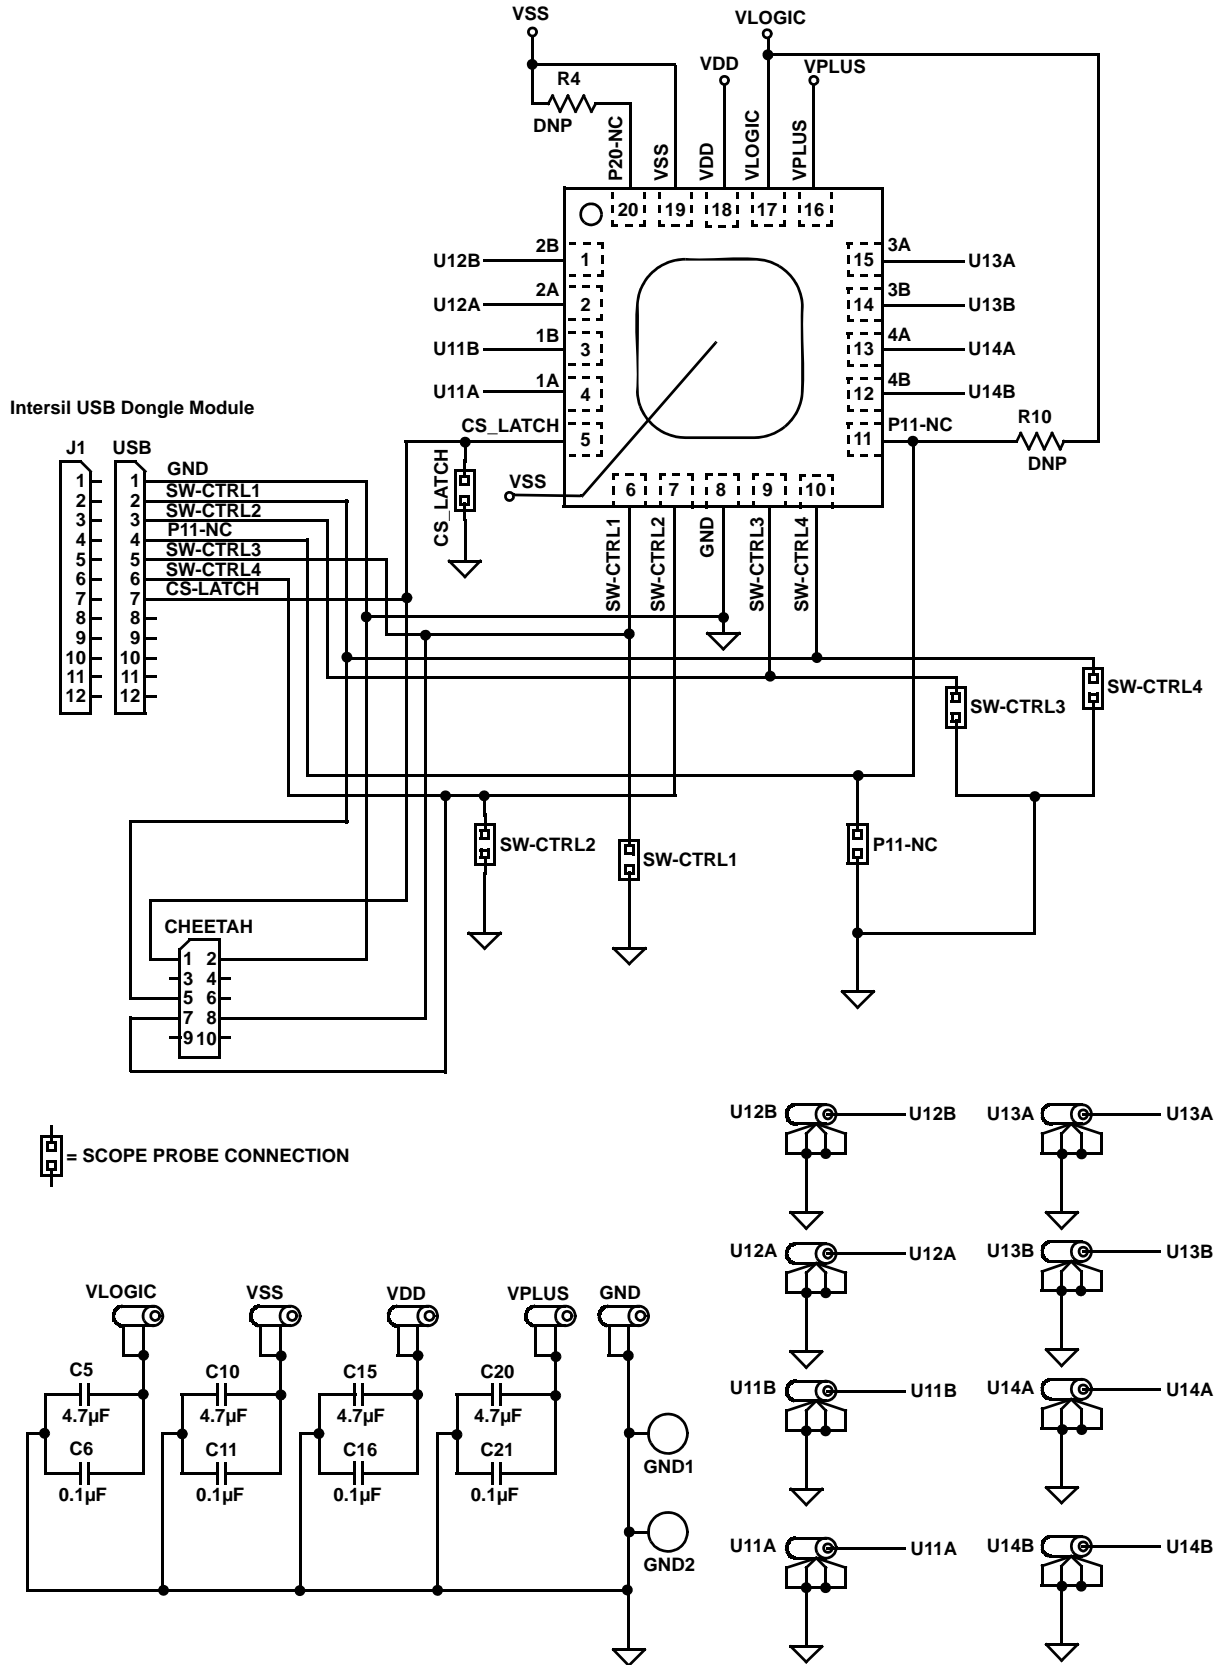 VSS
VLOGIC
VDD
VPLUS
R4
DNP
P20-NC
VSS
VDD
VLOGIC
VPLUS
20 19 18 17 16
U12B 2B 1
U12A 2A 2
U11B 1B 3
U11A 1A 4
CS_LATCH 5
15 3A U13A
14 3B U13B
13 4A U14A
12 4B U14B
11 P11-NC
R10
DNP
6 7 8 9 10
SW-CTRL1
SW-CTRL2
GND
SW-CTRL3
SW-CTRL4
VSS
CS_LATCH
Intersil USB Dongle Module
J1 USB
1 1 GND
2 2 SW-CTRL1
3 3 SW-CTRL2
4 4 P11-NC
5 5 SW-CTRL3
6 6 SW-CTRL4
7 7 CS-LATCH
8 8
9 9
10 10
11 11
12 12
SW-CTRL3
SW-CTRL4
SW-CTRL2
SW-CTRL1
P11-NC
CHEETAH
1 2
3 4
5 6
7 8
9 10
= SCOPE PROBE CONNECTION
U12B U12B U13A U13A
U12A U12A U13B U13B
U11B U11B U14A U14A
U11A U11A U14B U14B
VLOGIC VSS VDD VPLUS GND
C5 C10 C15 C20
4.7µF 4.7µF 4.7µF 4.7µF
C6 C11 C16 C21
0.1µF 0.1µF 0.1µF 0.1µF
GND1
GND2